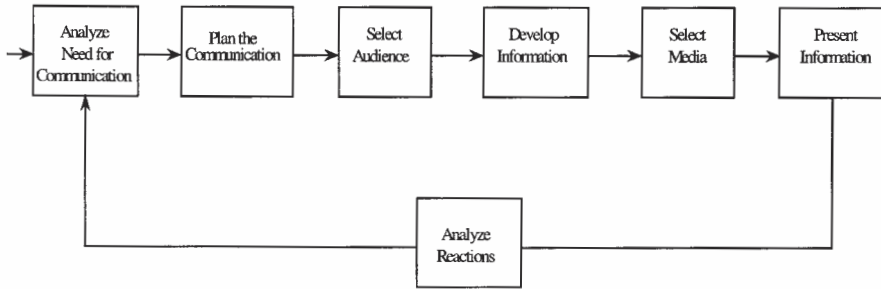 Analyze
Need for
Communication
Plan the
Communication
Select
Audience
Develop
Information
Select
Media
Present
Information
Analyze
Reactions